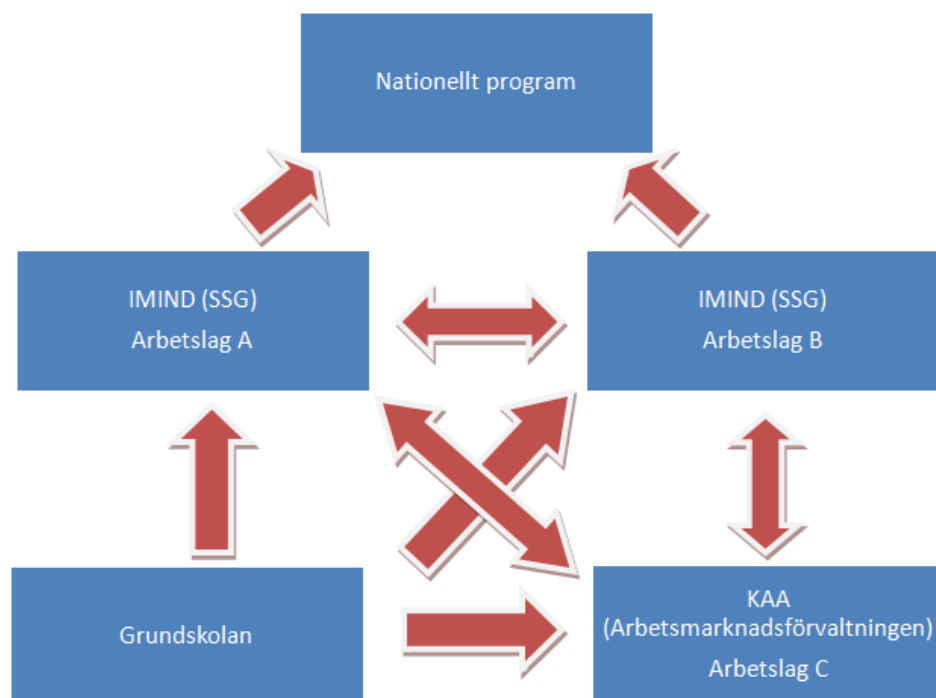 Nationellt program
IMIND (SSG)
Arbetslag A
IMIND (SSG)
Arbetslag B
Grundskolan
KAA
(Arbetsmarknadsförvaltningen)
Arbetslag C